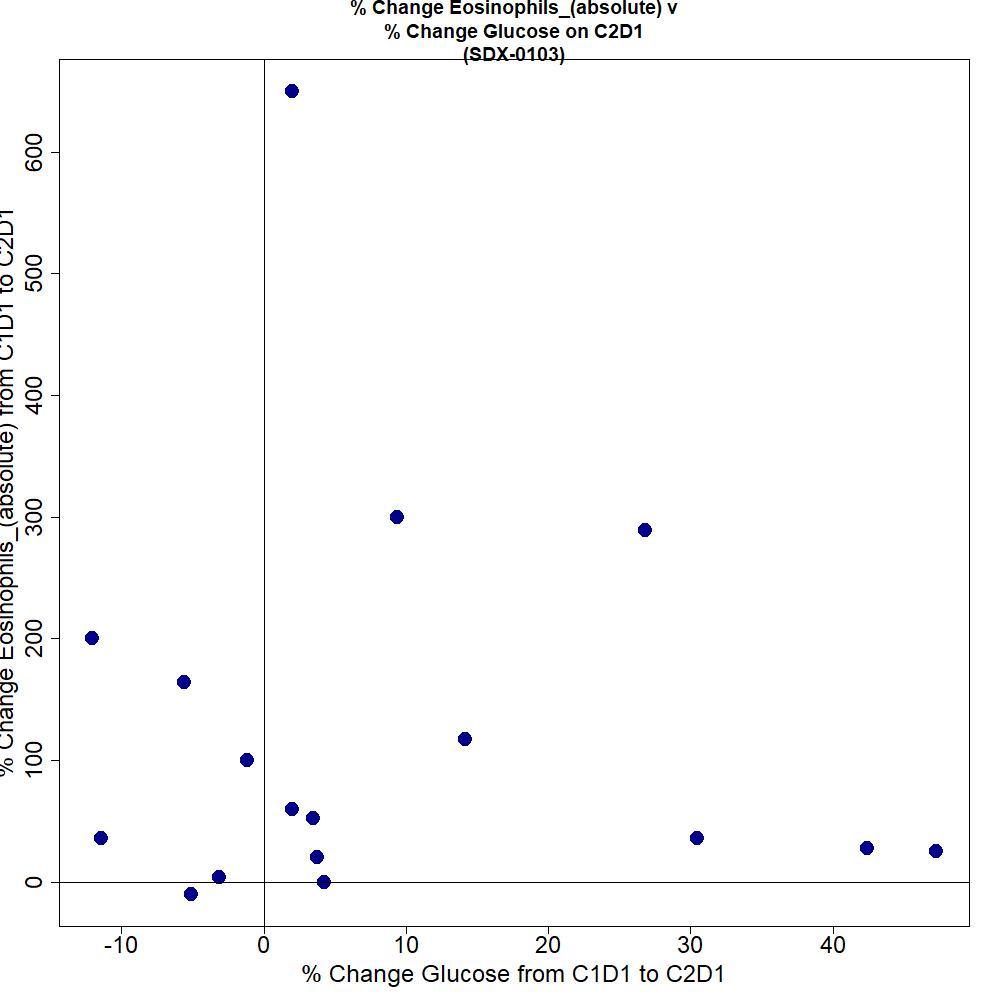 % Change Eosinophils_(absolute) v
% Change Glucose on C2D1
(SDX-0103)
% Change Eosinophils_(absolute) from C1D1 to C2D1
600
500
400
300
200
100
0
-10
0
10
20
30
40
% Change Glucose from C1D1 to C2D1